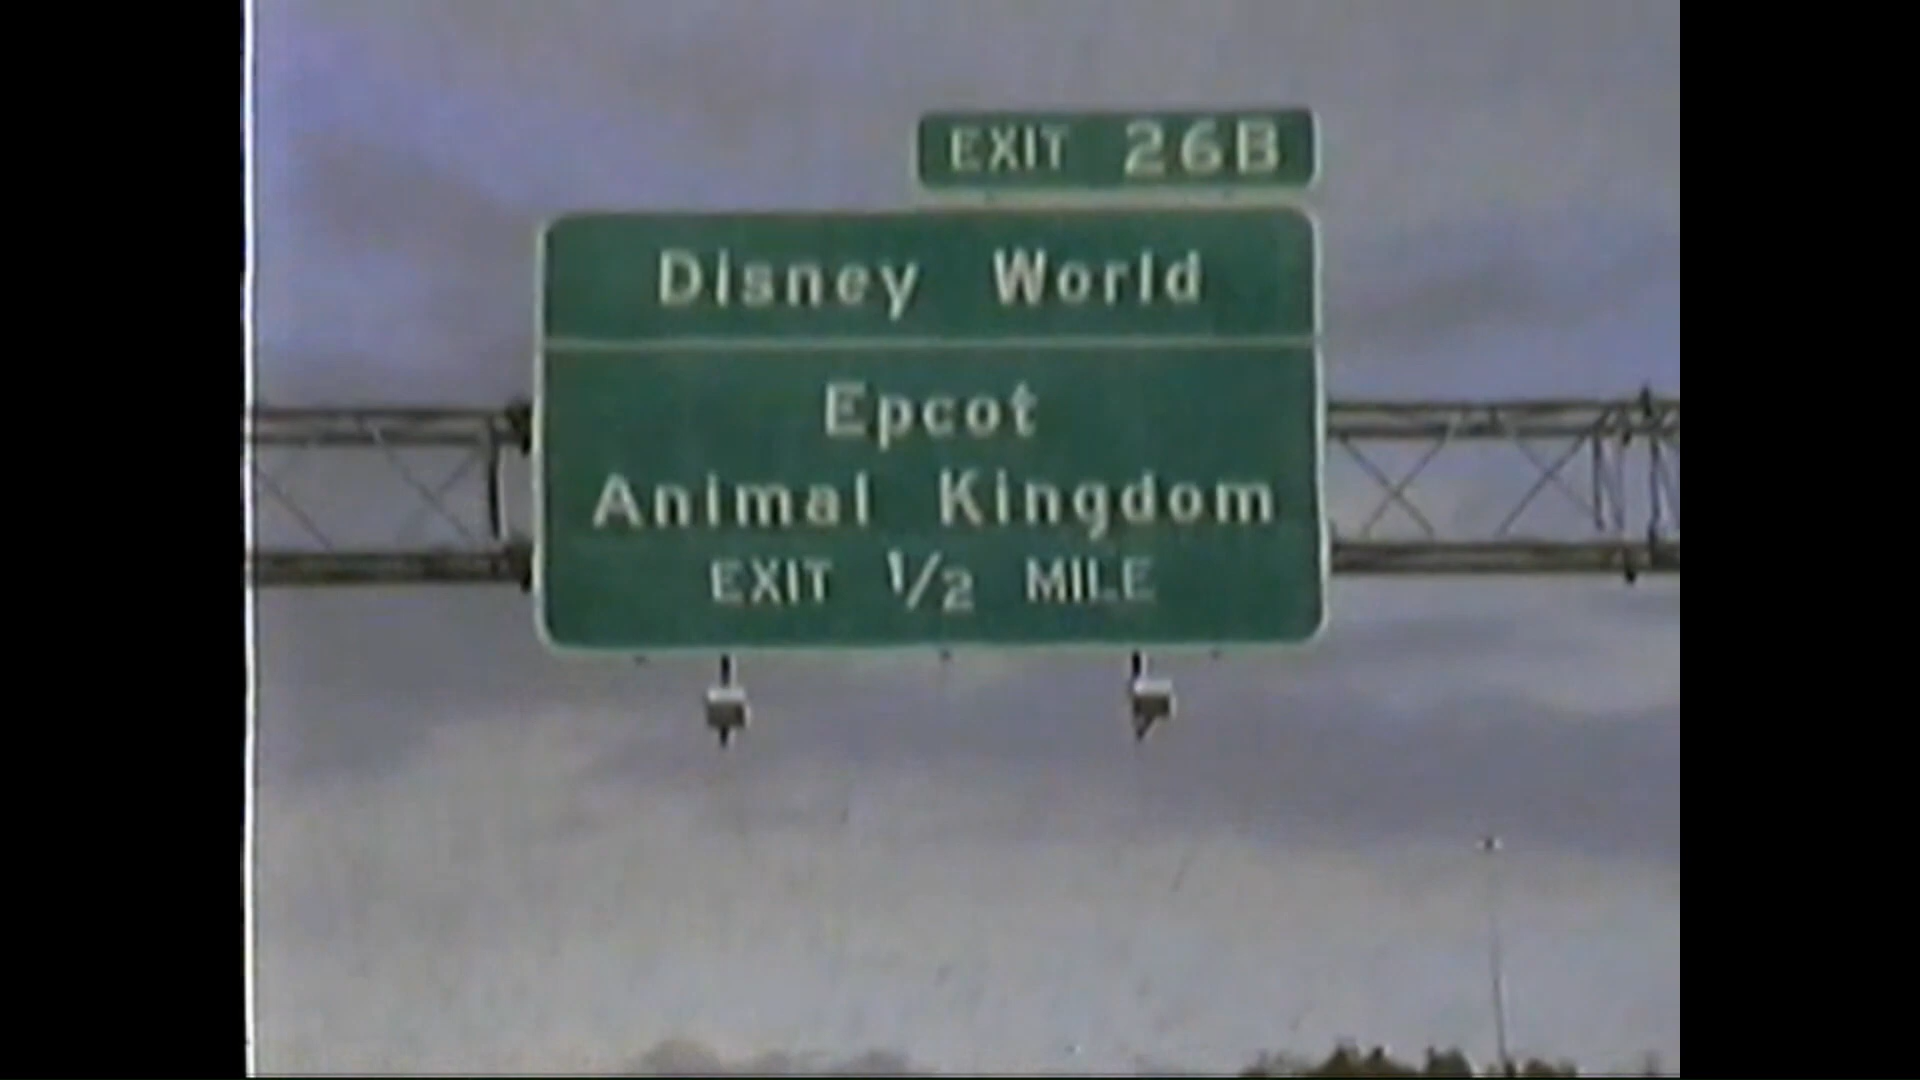 EXIT 26B
Disney World
Epcot
Animal Kingdom
EXIT 1/2 MILE